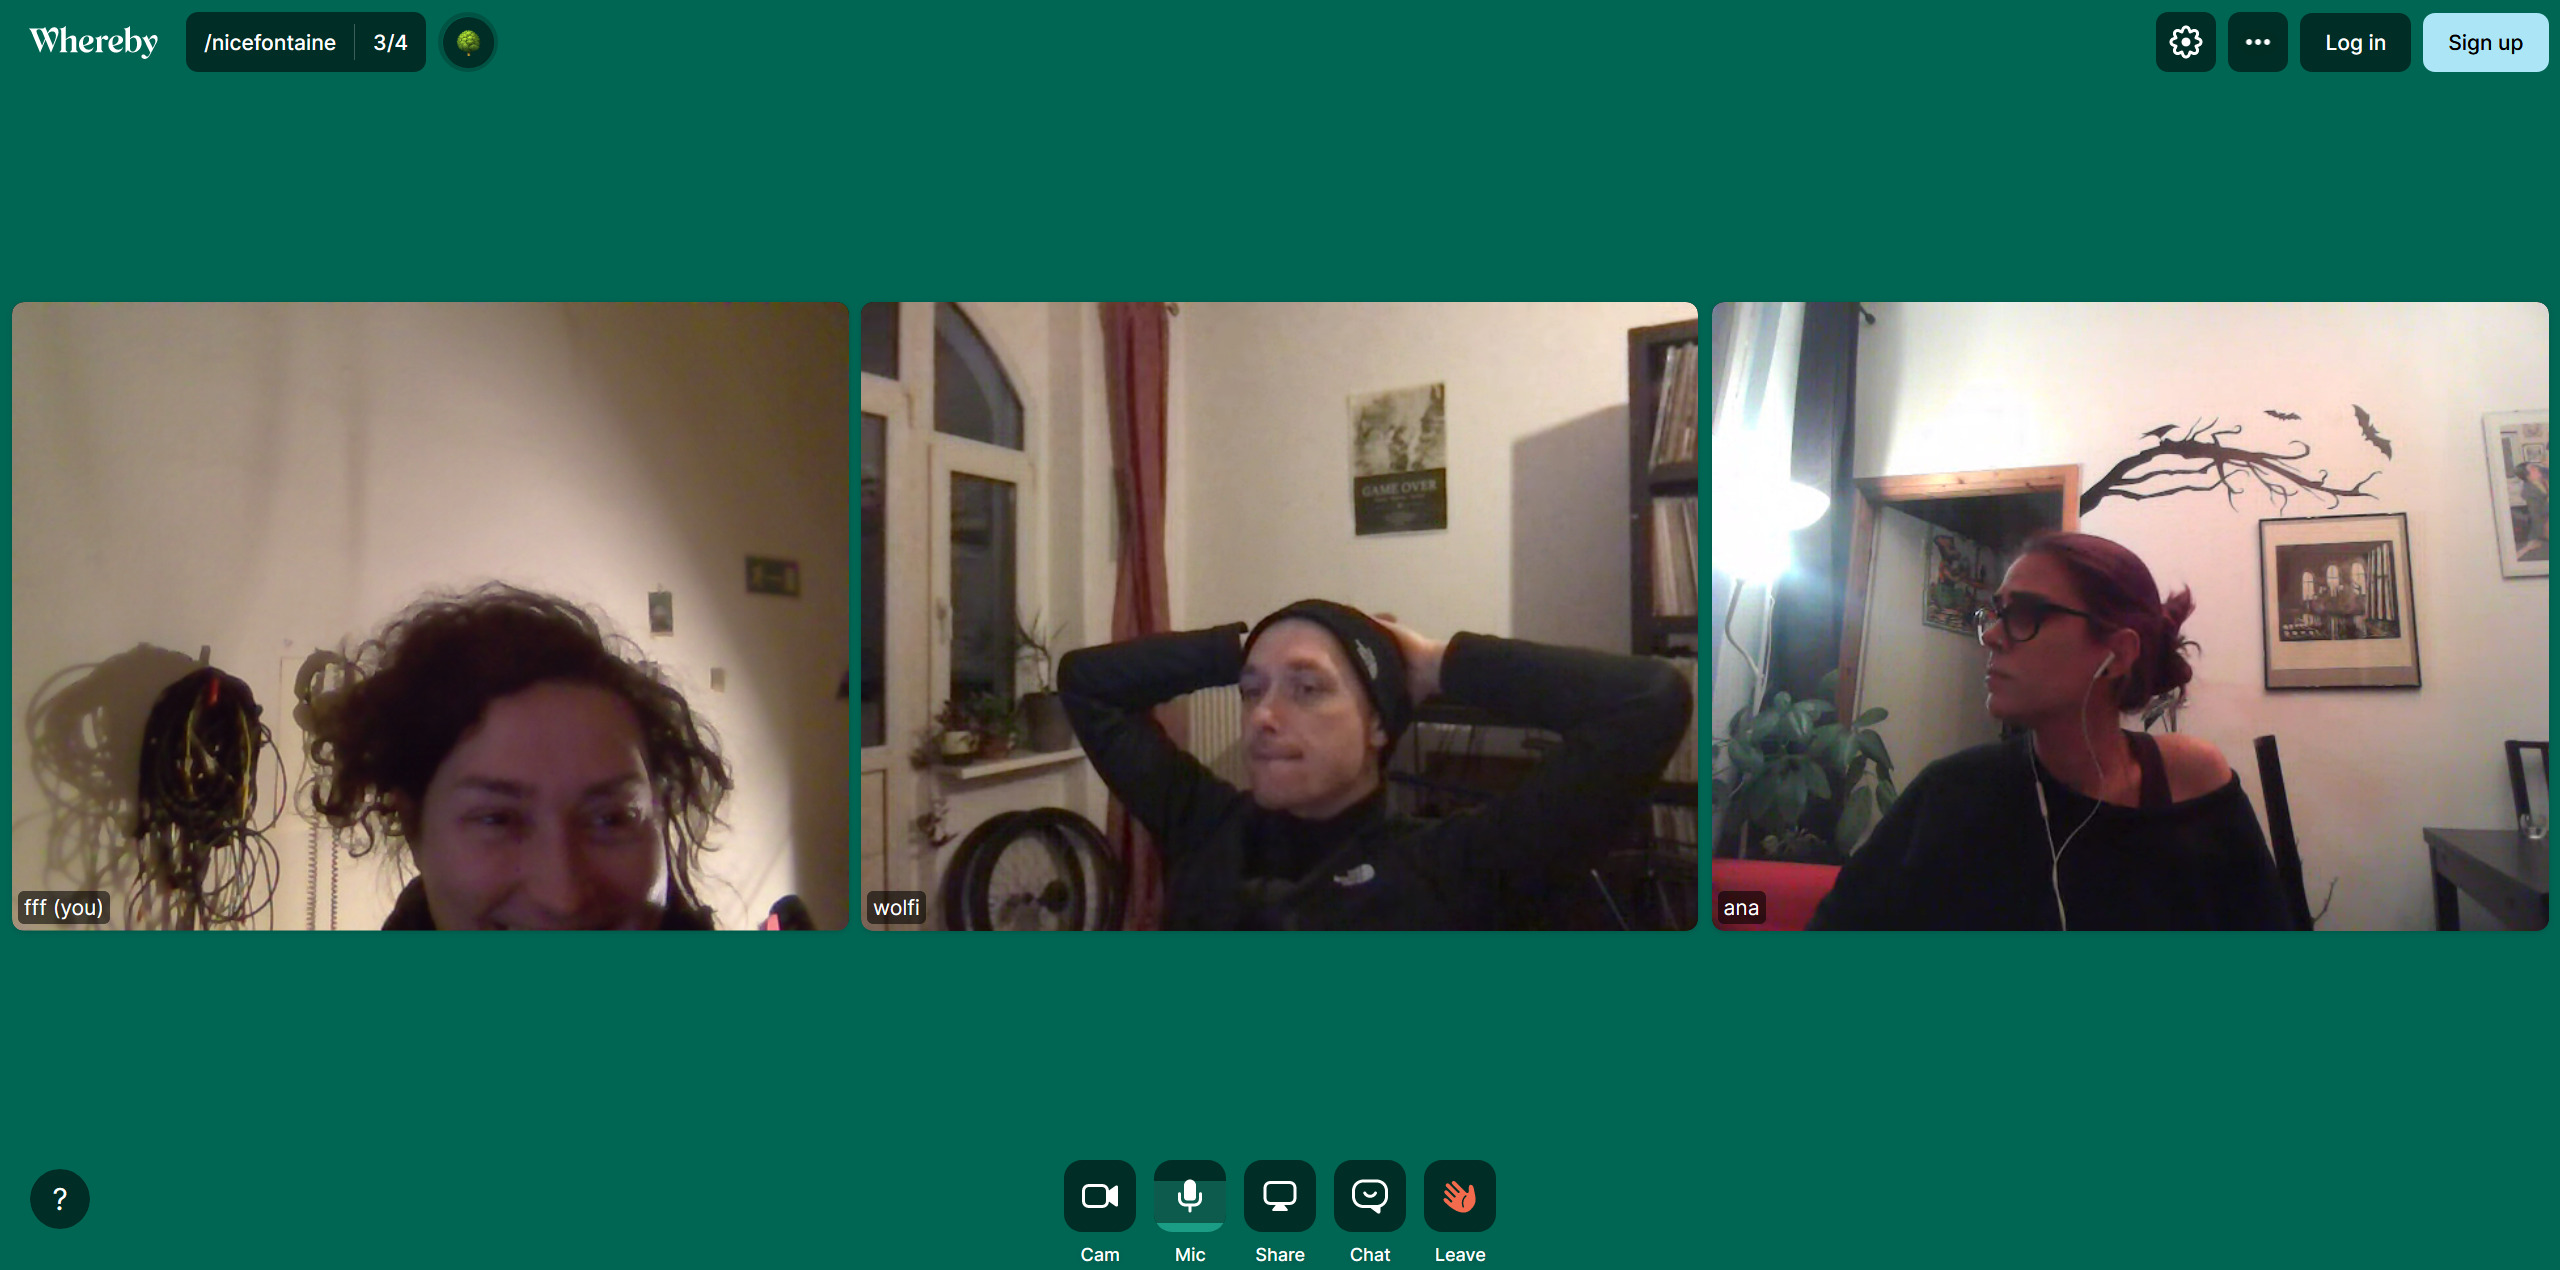 Whereby
/nicefontaine
3/4
Log in
Sign up
GAME OVER
fff (you)
wolfi
ana
?
Cam
Mic
Share
Chat
Leave